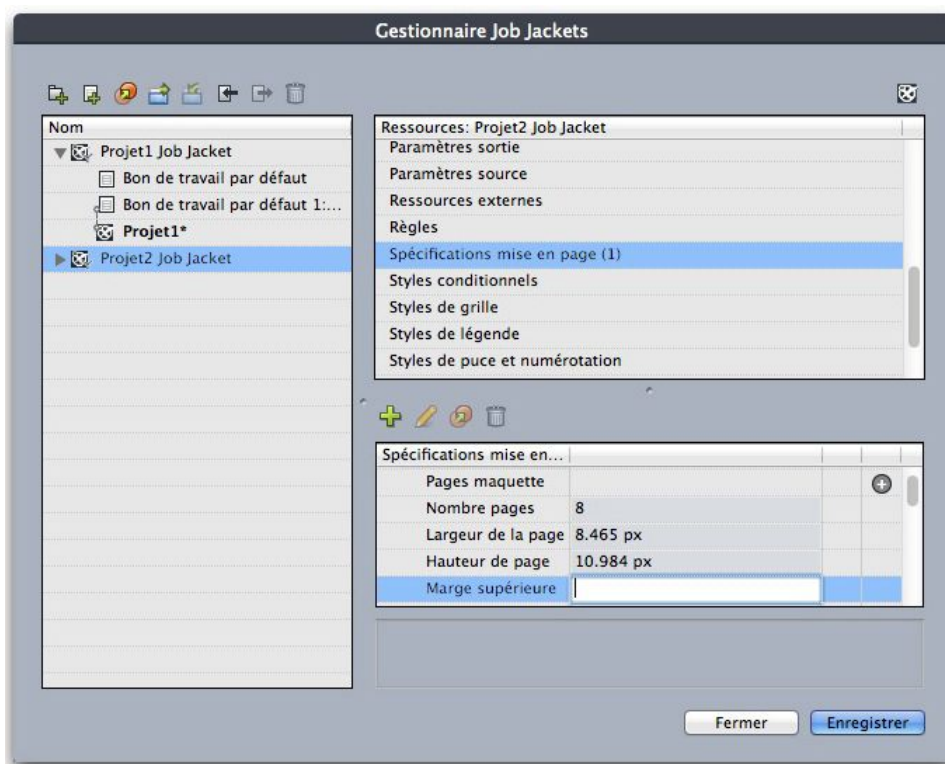 Gestionnaire Job Jackets
Nom
Projet1 Job Jacket
Bon de travail par défaut
Bon de travail par défaut 1:...
Projet1*
Projet2 Job Jacket
Ressources: Projet2 Job Jacket
Paramètres sortie
Paramètres source
Ressources externes
Règles
Spécifications mise en page (1)
Styles conditionnels
Styles de grille
Styles de légende
Styles de puce et numérotation
Spécifications mise en...
Pages maquette
Nombre pages 8
Largeur de la page 8.465 px
Hauteur de page 10.984 px
Marge supérieure
Fermer Enregistrer